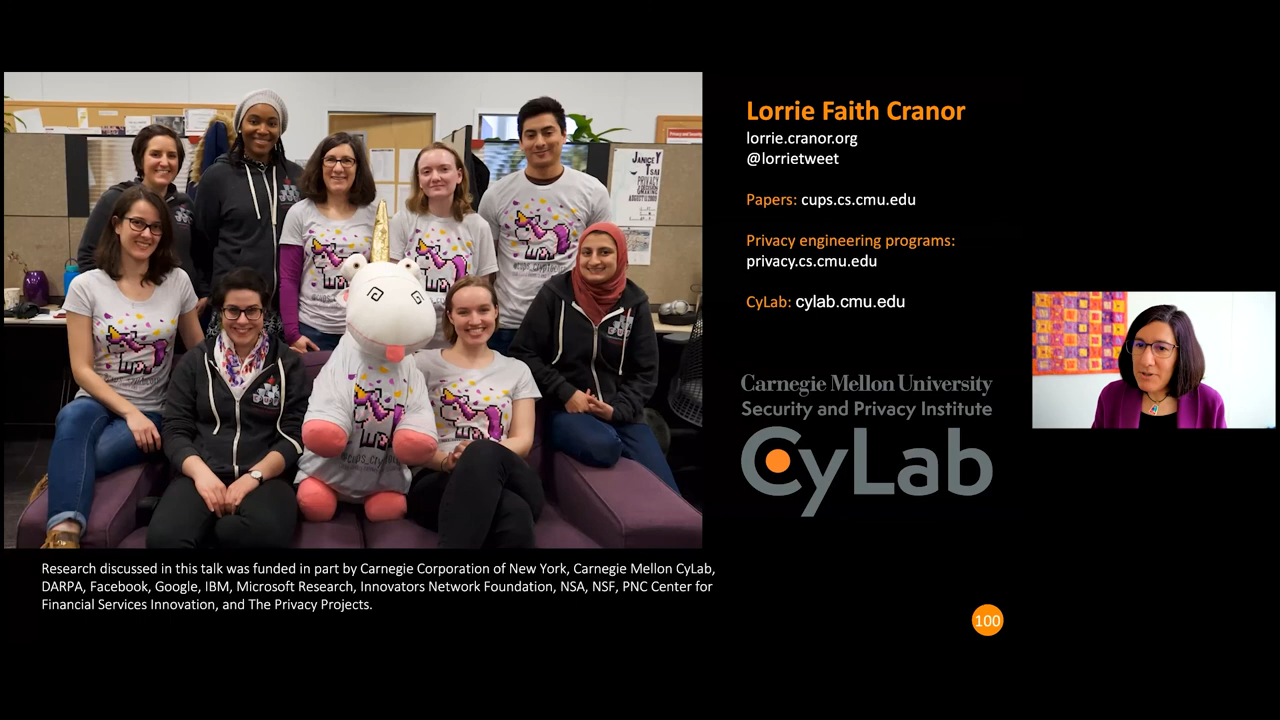 JANICE Y
TSAI
PRIVACY
Lorrie Faith Cranor
lorrie.cranor.org
@lorrietweet
Papers: cups.cs.cmu.edu
Privacy engineering programs:
privacy.cs.cmu.edu
CyLab: cylab.cmu.edu
Carnegie Mellon University
Security and Privacy Institute
CyLab
Research discussed in this talk was funded in part by Carnegie Corporation of New York, Carnegie Mellon CyLab,
DARPA, Facebook, Google, IBM, Microsoft Research, Innovators Network Foundation, NSA, NSF, PNC Center for
Financial Services Innovation, and The Privacy Projects.
100